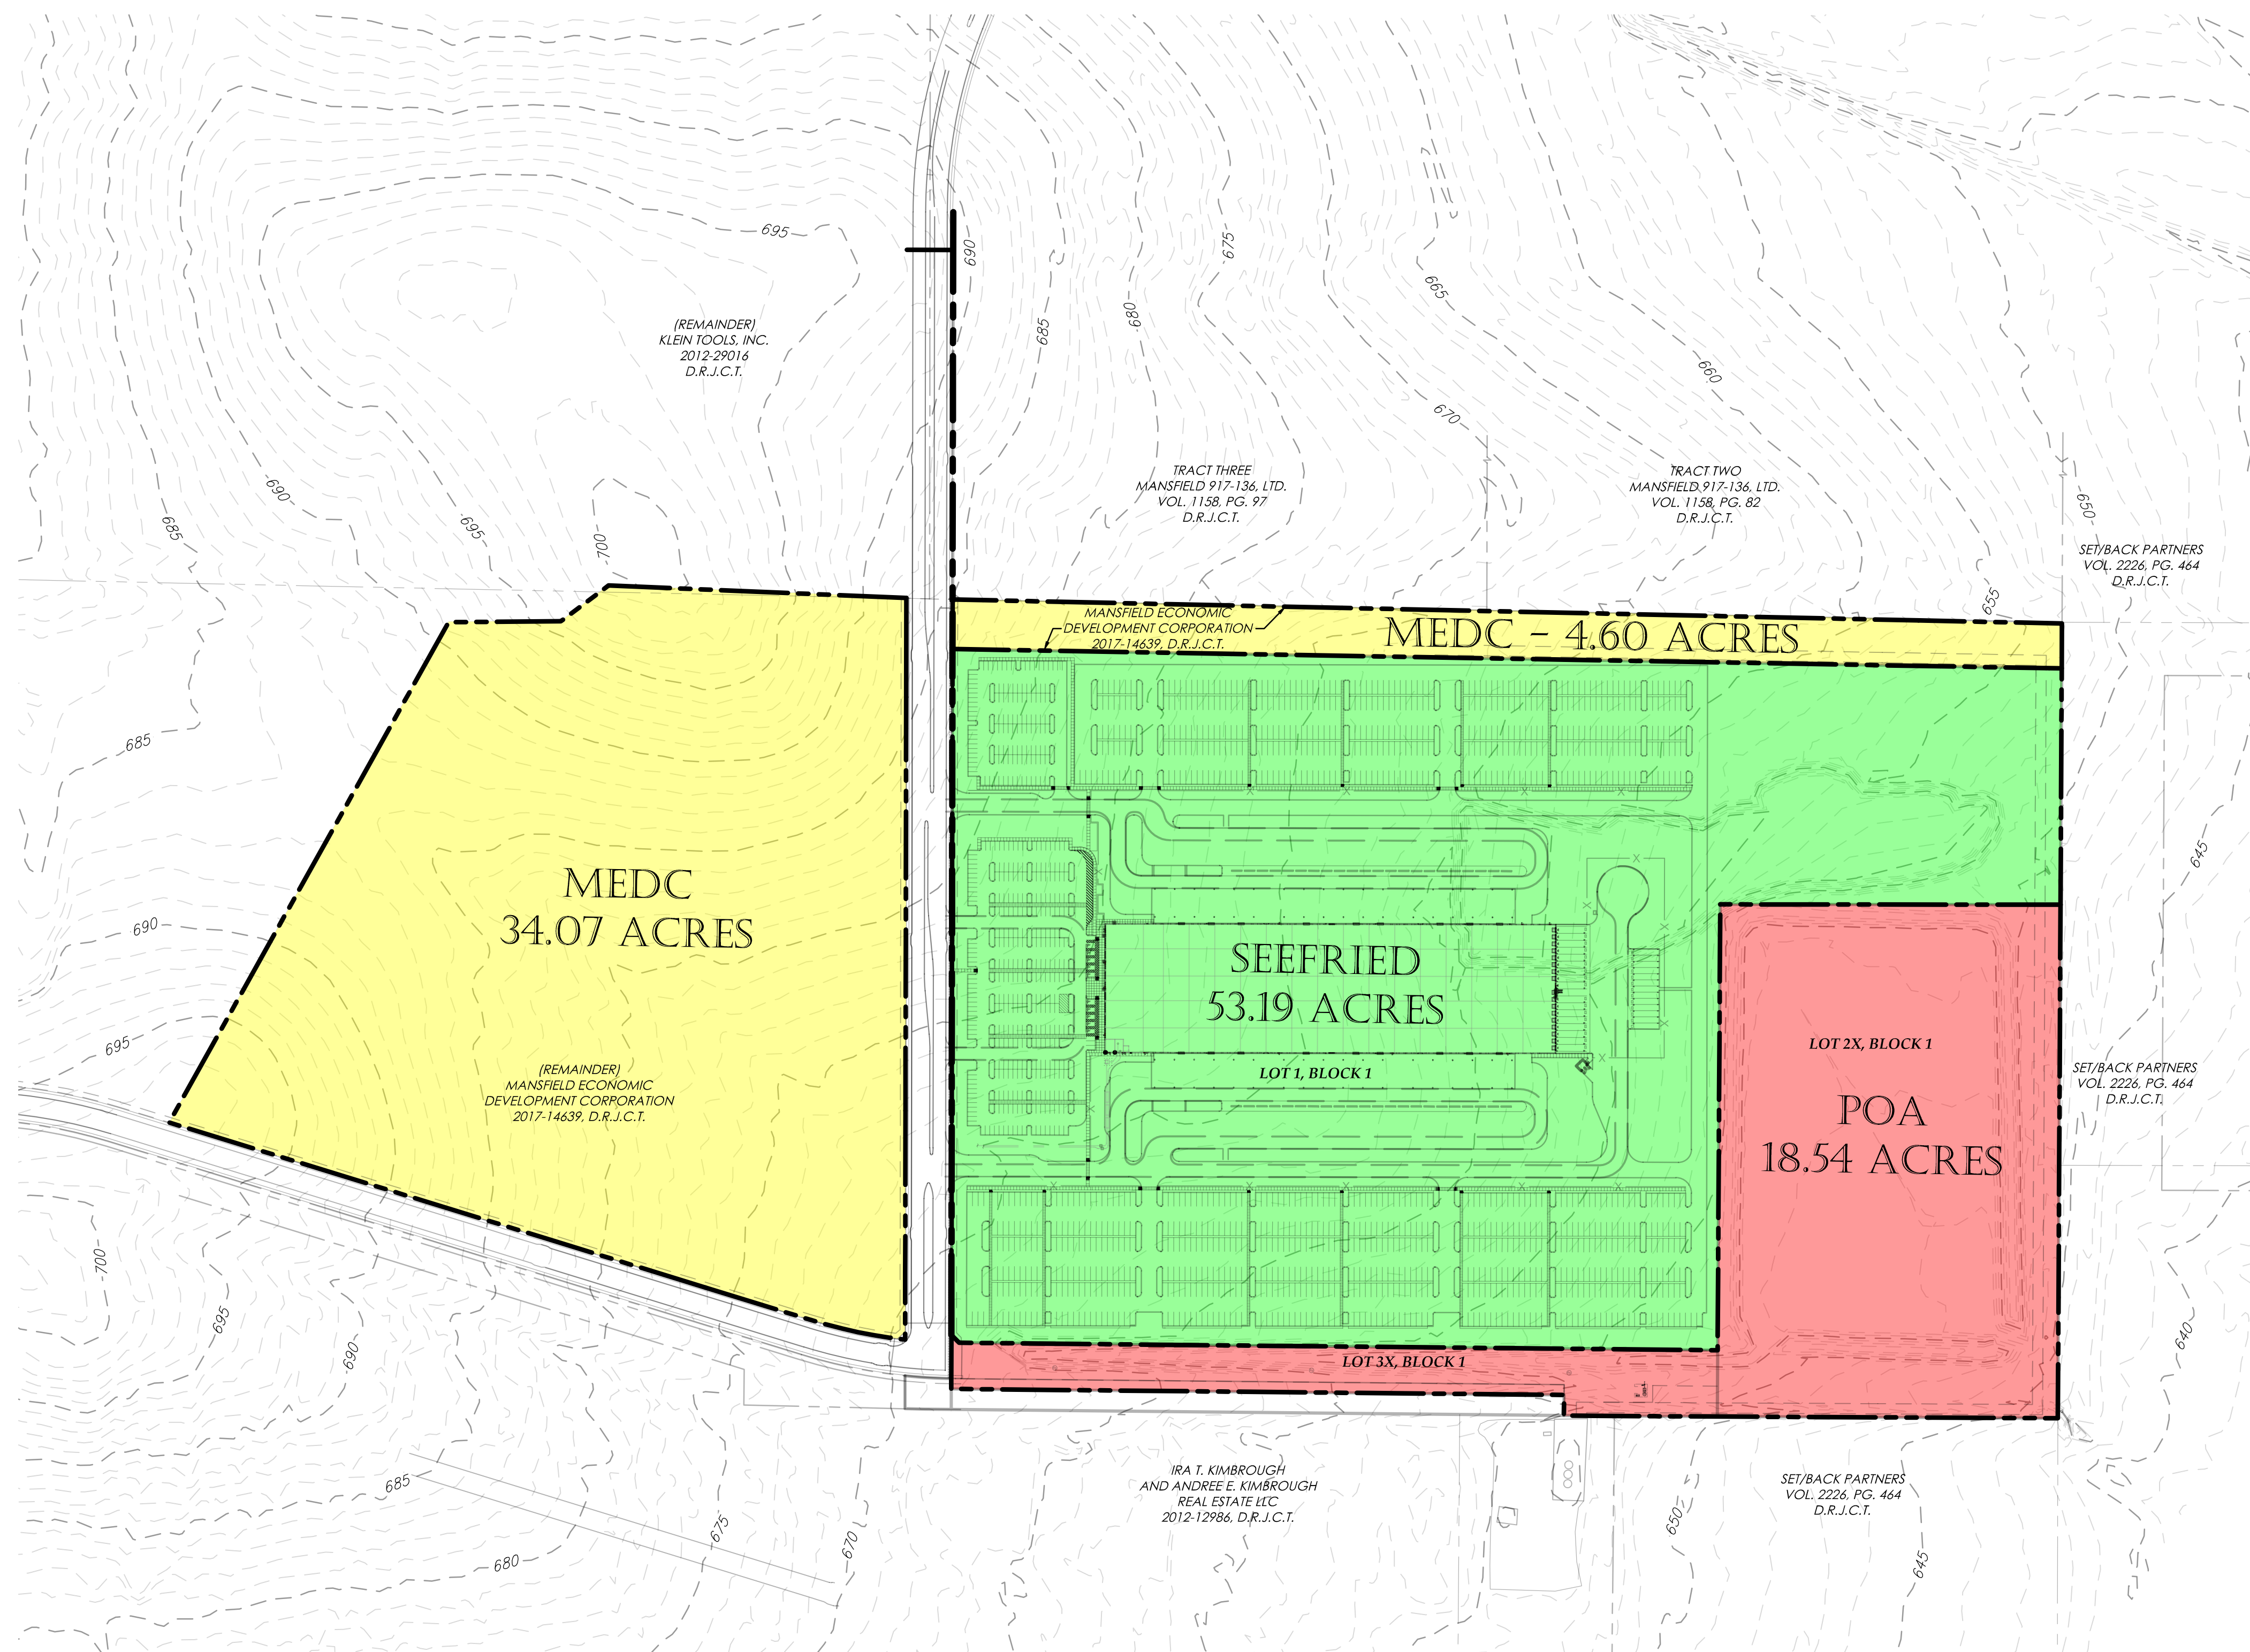 695
690
675
685
680
665
(REMAINDER)
KLEIN TOOLS, INC.
2012-29016
D.R.J.C.T.
660
670
TRACT THREE
MANSFIELD 917-136, LTD.
VOL. 1158, PG. 97
D.R.J.C.T.
TRACT TWO
MANSFIELD 917-136, LTD.
VOL. 1158, PG. 82
D.R.J.C.T.
690
685
695
700
650
SET/BACK PARTNERS
VOL. 2226, PG. 464
D.R.J.C.T.
655
MANSFIELD ECONOMIC
DEVELOPMENT CORPORATION
2017-14639, D.R.J.C.T.
MEDC - 4.60 ACRES
685
645
MEDC
34.07 ACRES
690
SEEFRIED
53.19 ACRES
695
LOT 2X, BLOCK 1
(REMAINDER)
MANSFIELD ECONOMIC
DEVELOPMENT CORPORATION
2017-14639, D.R.J.C.T.
LOT 1, BLOCK 1
SET/BACK PARTNERS
VOL. 2226, PG. 464
D.R.J.C.T.
POA
18.54 ACRES
700
695
690
640
LOT 3X, BLOCK 1
IRA T. KIMBROUGH
AND ANDREE E. KIMBROUGH
REAL ESTATE LLC
2012-12986, D.R.J.C.T.
SET/BACK PARTNERS
VOL. 2226, PG. 464
D.R.J.C.T.
685
675
670
650
680
645